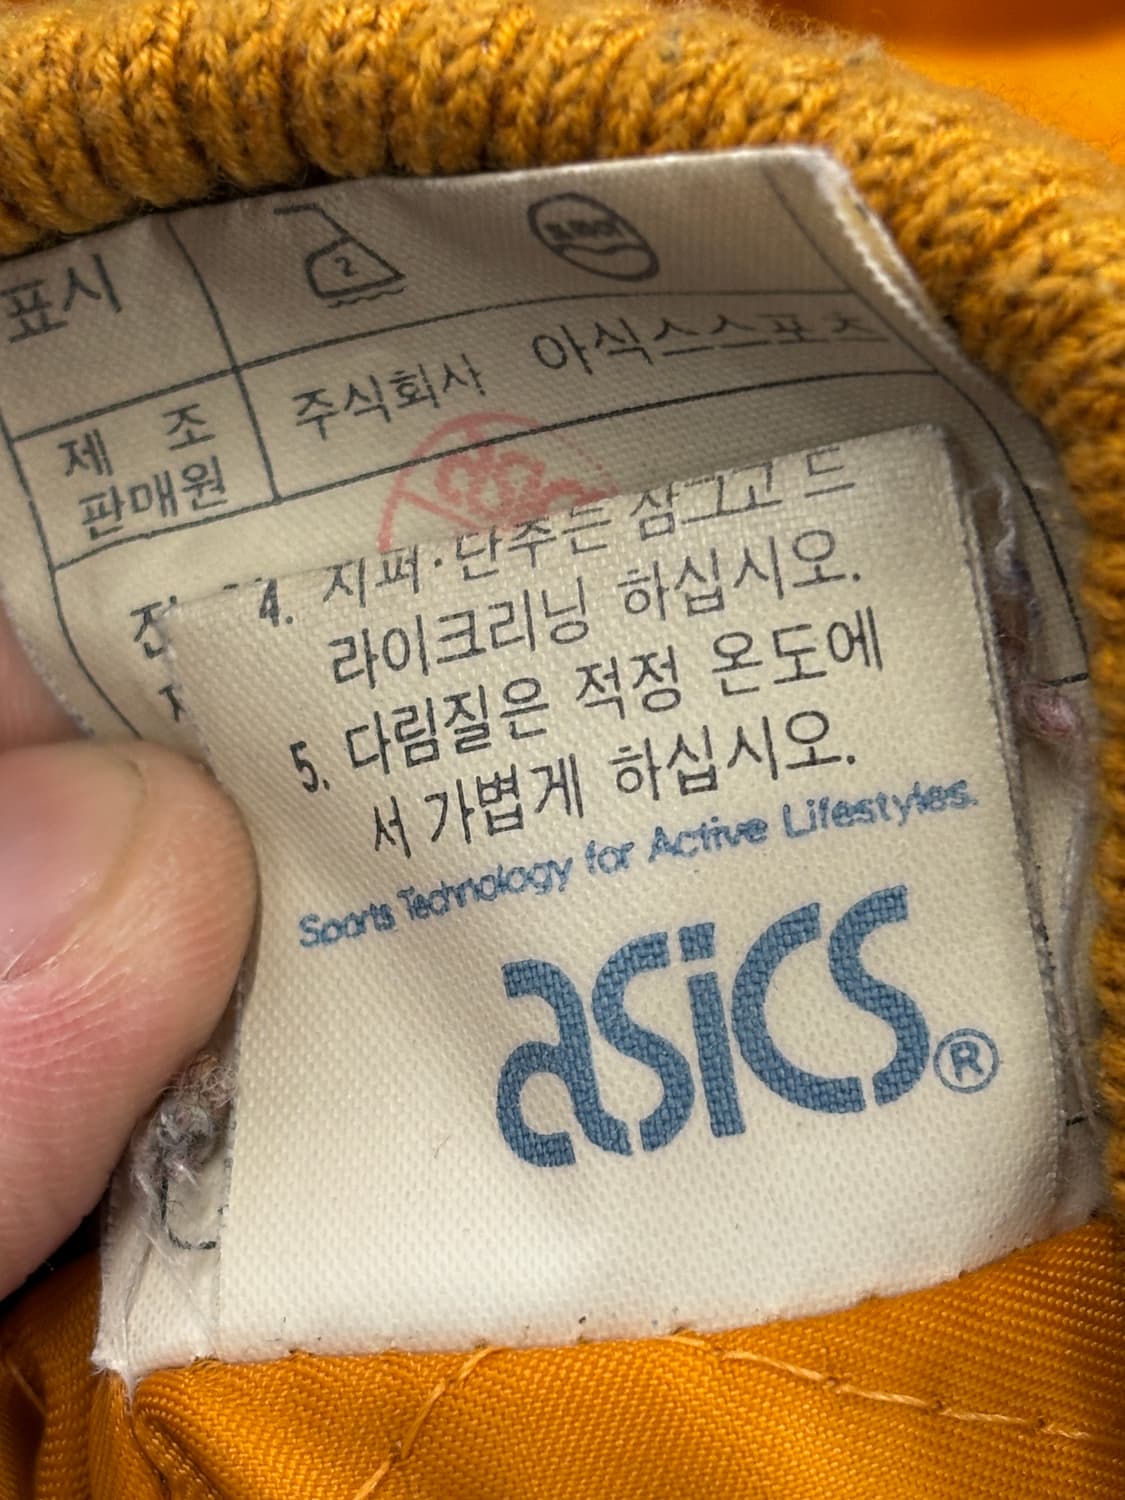 표시
2
제 조
판매원
주식회사 아식스스포츠
4. 지퍼·단추는 잠그고 드
라이크리닝 하십시오.
5. 다림질은 적정 온도에
서 가볍게 하십시오.
Sports Technology for Active Lifestyles.
asics®